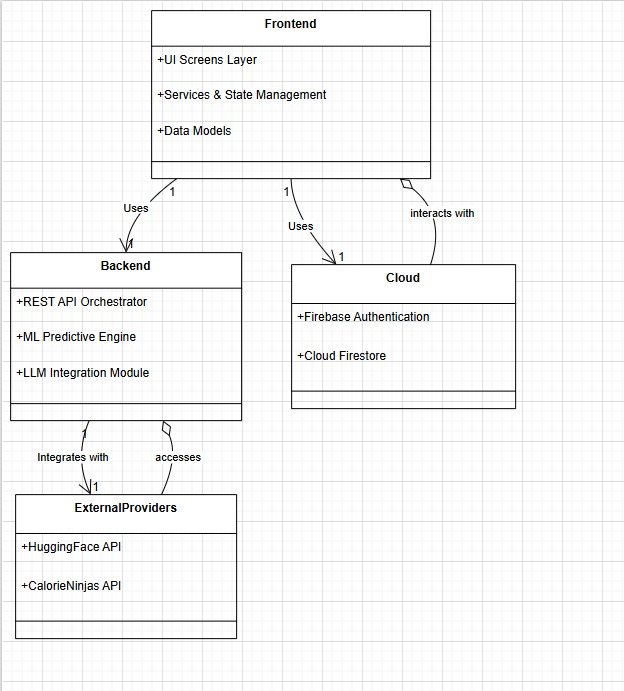 Frontend
+UI Screens Layer
+Services & State Management
+Data Models
1
1
Uses
interacts with
Uses
1
1
Backend
+REST API Orchestrator
+ML Predictive Engine
+LLM Integration Module
Cloud
+Firebase Authentication
+Cloud Firestore
1
Integrates with
accesses
1
ExternalProviders
+HuggingFace API
+CalorieNinjas API